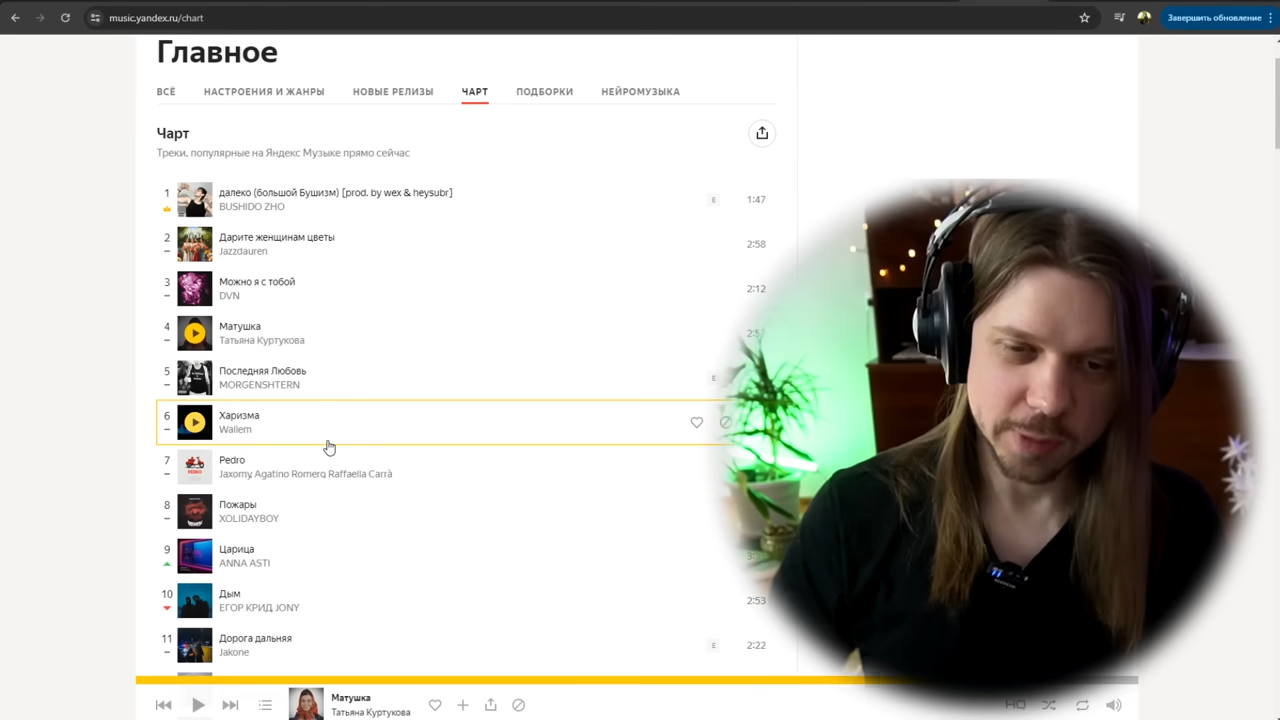 music.yandex.ru/chart
Завершить обновление
Главное
ВСЁ НАСТРОЕНИЯ И ЖАНРЫ НОВЫЕ РЕЛИЗЫ ЧАРТ ПОДБОРКИ НЕЙРОМУЗЫКА
Чарт
Треки, популярные на Яндекс Музыке прямо сейчас
1 далеко (большой Бушизм) [prod. by wex & heysubr] E 1:47
BUSHIDO ZHO
2 Дарите женщинам цветы 2:58
Jazzdauren
3 Можно я с тобой 2:12
DVN
4 Матушка
Татьяна Куртукова
5 Последняя Любовь E
MORGENSHTERN
6 Харизма
Wallem
7 Pedro
Jaxomy, Agatino Romero, Raffaella Carrà
8 Пожары
XOLIDAYBOY
9 Царица
ANNA ASTI
10 Дым 2:53
ЕГОР КРИД, JONY
11 Дорога дальняя E 2:22
Jakone
Матушка
Татьяна Куртукова
HQ